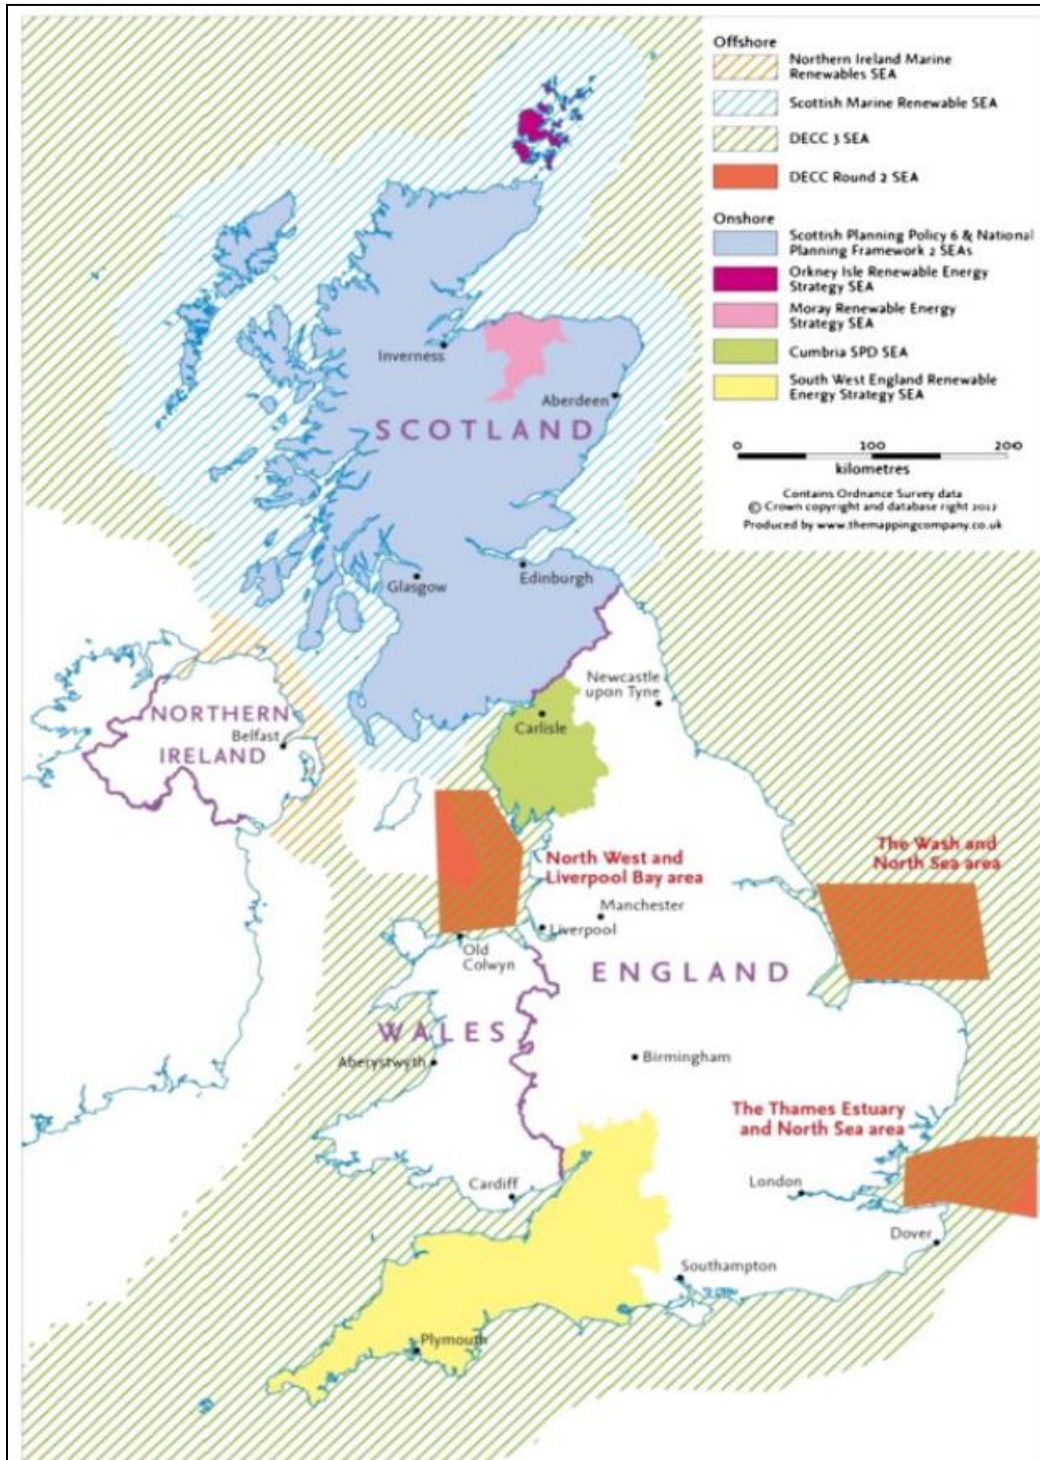 Offshore
Northern Ireland Marine
Renewables SEA
Scottish Marine Renewable SEA
DECC 3 SEA
DECC Round 2 SEA
Onshore
Scottish Planning Policy 6 & National
Planning Framework 2 SEAs
Orkney Isle Renewable Energy
Strategy SEA
Moray Renewable Energy
Strategy SEA
Cumbria SPD SEA
South West England Renewable
Energy Strategy SEA
0 100 200
kilometres
Contains Ordnance Survey data
© Crown copyright and database right 2012
Produced by www.themappingcompany.co.uk
Inverness
Aberdeen
SCOTLAND
Glasgow
Edinburgh
Newcastle
upon Tyne
NORTHERN
IRELAND
Belfast
Carlisle
North West and
Liverpool Bay area
The Wash and
North Sea area
Manchester
Liverpool
Old
Colwyn
ENGLAND
WALES
Aberystwyth
Birmingham
The Thames Estuary
and North Sea area
Cardiff
London
Dover
Southampton
Plymouth